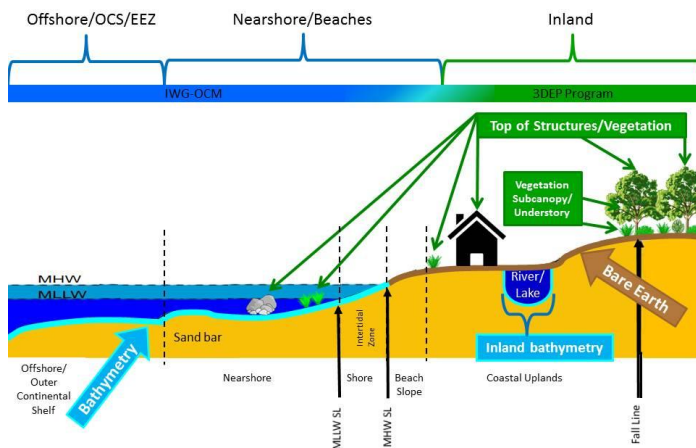 Offshore/OCS/EEZ
Nearshore/Beaches
Inland
IWG-OCM
3DEP Program
Top of Structures/Vegetation
Vegetation
Subcanopy/
Understory
MHW
MLLW
River/
Lake
Bare Earth
Sand bar
Intertidal
Zone
Inland bathymetry
Bathymetry
Offshore/
Outer
Continental
Shelf
Nearshore
Shore
Beach
Slope
Coastal Uplands
MLLW SL
MHW SL
Fall Line